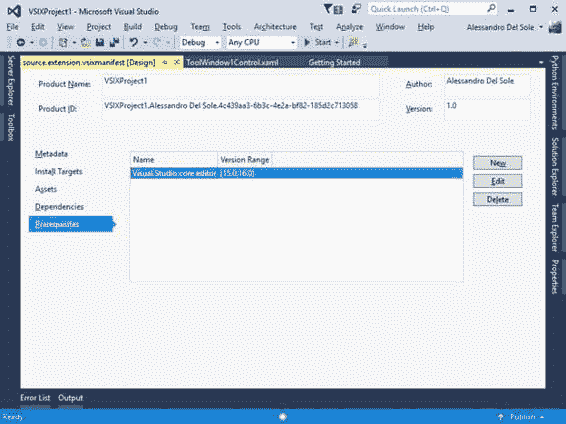 VSIXProject1 - Microsoft Visual Studio
Quick Launch (Ctrl+Q)
File Edit View Project Build Debug Team Tools Architecture Test Analyze Window Help Alessandro Del Sole
Debug Any CPU Start
source.extension.vsixmanifest [Design] ToolWindow1Control.xaml Getting Started
Server Explorer
Toolbox
Product Name: VSIXProject1 Author: Alessandro Del Sole
Product ID: VSIXProject1.Alessandro Del Sole.4c439aa3-6b3c-4e2a-bf82-185d2c713058 Version: 1.0
Metadata
Install Targets
Assets
Dependencies
Prerequisites
Name Version Range
Visual Studio core editor [15.0,16.0)
...
New
Edit
Delete
Python Environments
Solution Explorer
Team Explorer
Properties
Error List Output
Ready Publish